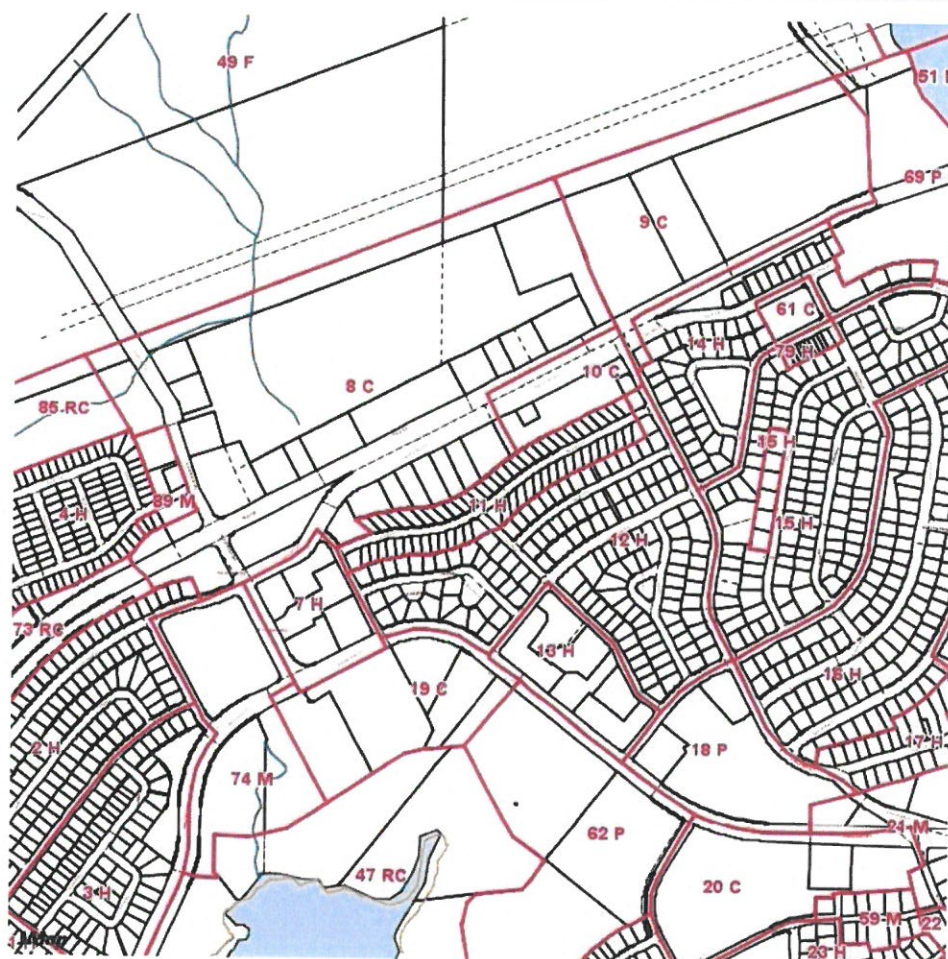 49 F
51
69 P
9 C
61 C
14 H
79 H
10 C
8 C
85 RC
15 H
4 H
89 M
11 H
15 H
12 H
7 H
73 RC
13 H
19 C
16 H
2 H
18 P
17 H
74 M
62 P
21 M
47 RC
20 C
3 H
59 M
22
23 H